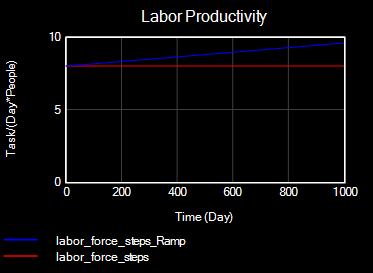 Labor Productivity
10
5
0
Task/(Day*People)
0 200 400 600 800 1000
Time (Day)
labor_force_steps_Ramp
labor_force_steps